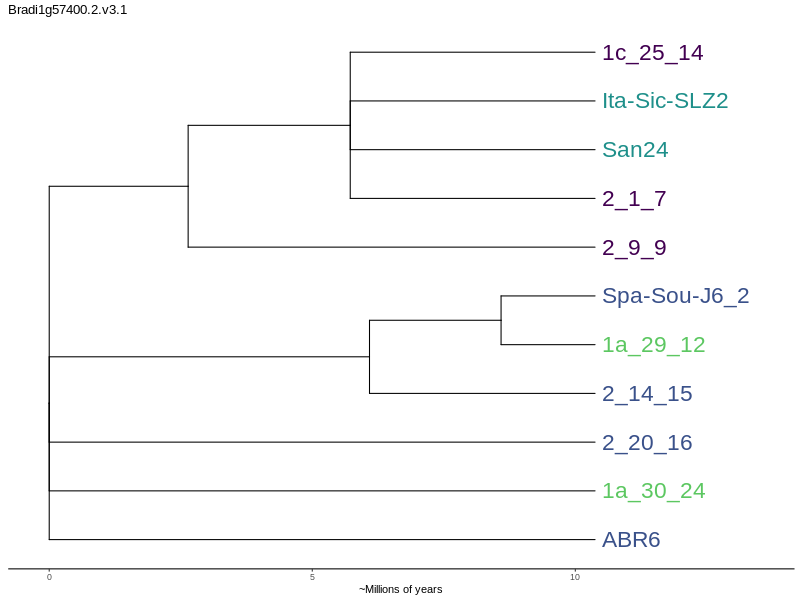 Bradi1g57400.2.v3.1
1c_25_14
Ita-Sic-SLZ2
San24
2_1_7
2_9_9
Spa-Sou-J6_2
1a_29_12
2_14_15
2_20_16
1a_30_24
ABR6
0 5 10
~Millions of years